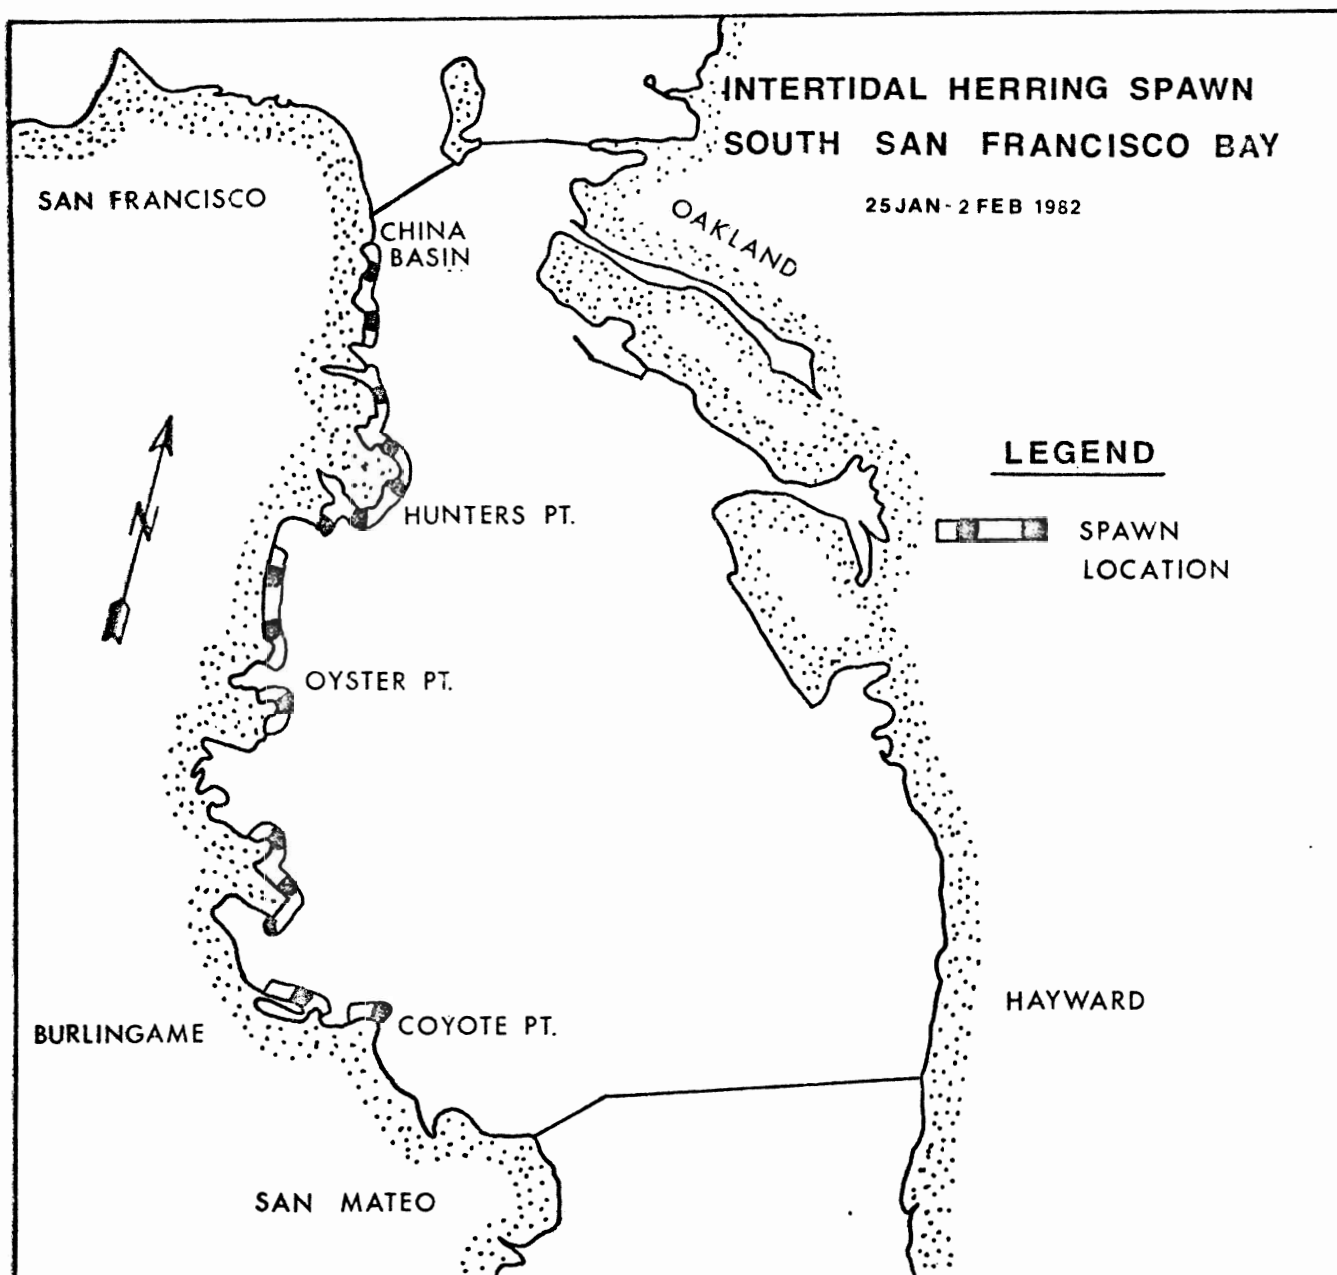 INTERTIDAL HERRING SPAWN
SOUTH SAN FRANCISCO BAY
25 JAN - 2 FEB 1982
SAN FRANCISCO
CHINA
BASIN
OAKLAND
N
LEGEND
SPAWN
LOCATION
HUNTERS PT.
OYSTER PT.
HAYWARD
BURLINGAME
COYOTE PT.
SAN MATEO